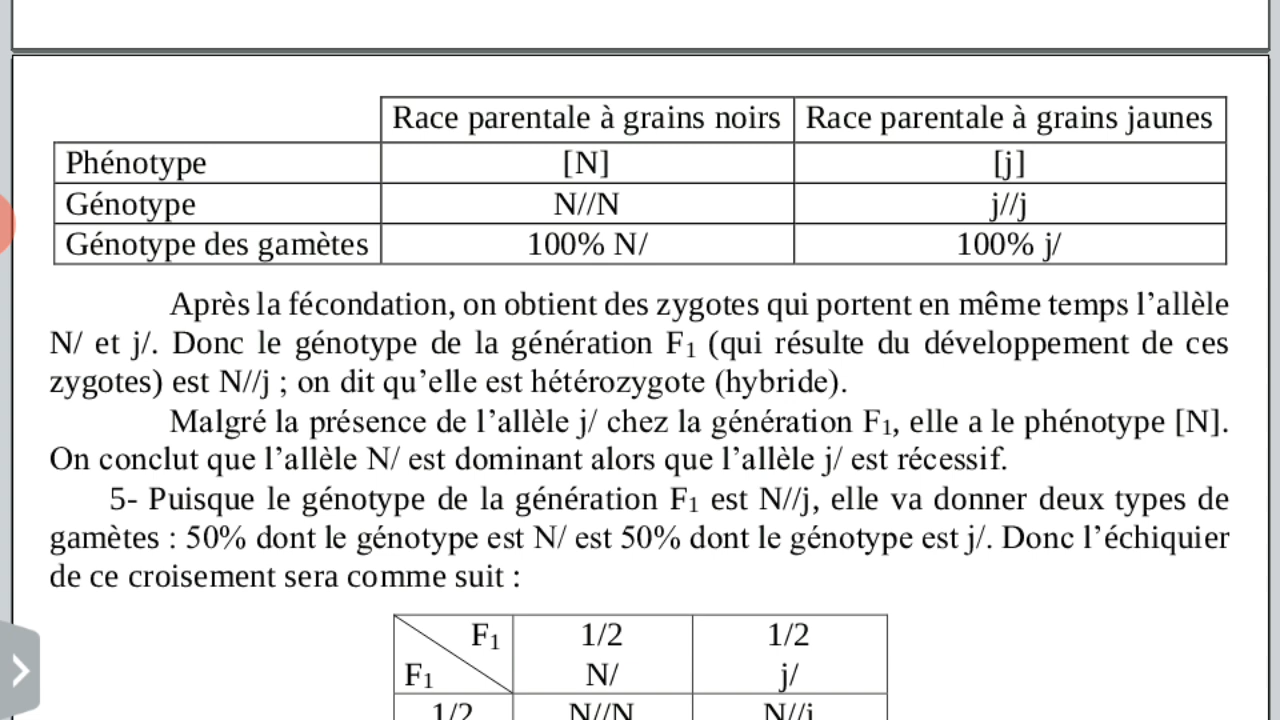 Race parentale à grains noirs Race parentale à grains jaunes
Phénotype [N] [j]
Génotype N//N j//j
Génotype des gamètes 100% N/ 100% j/
Après la fécondation, on obtient des zygotes qui portent en même temps l’allèle
N/ et j/. Donc le génotype de la génération F₁ (qui résulte du développement de ces
zygotes) est N//j ; on dit qu’elle est hétérozygote (hybride).
Malgré la présence de l’allèle j/ chez la génération F₁, elle a le phénotype [N].
On conclut que l’allèle N/ est dominant alors que l’allèle j/ est récessif.
5- Puisque le génotype de la génération F₁ est N//j, elle va donner deux types de
gamètes : 50% dont le génotype est N/ est 50% dont le génotype est j/. Donc l’échiquier
de ce croisement sera comme suit :
F₁ 1/2 1/2
F₁ N/ j/
1/2 N//N N//j